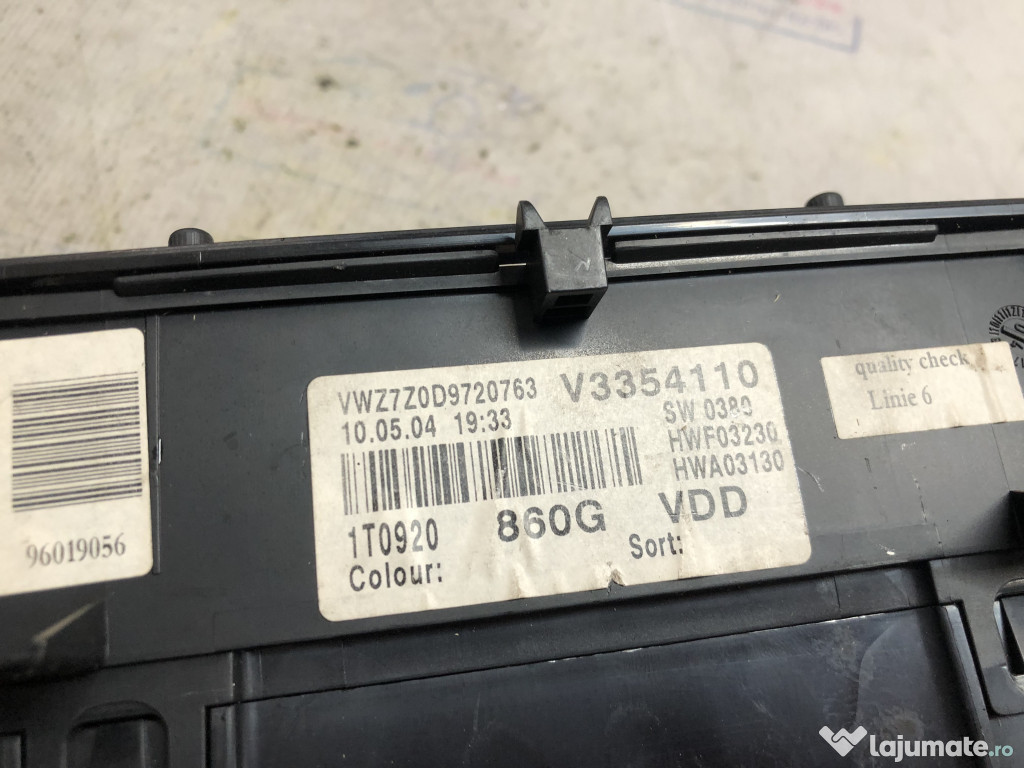 VWZ7Z0D9720763 V3354110
10.05.04 19:33 SW 0380
HWF03230
HWA03130
1T0920 860G VDD
Colour: Sort:
96019056
quality check
Linie 6
lajumate.ro